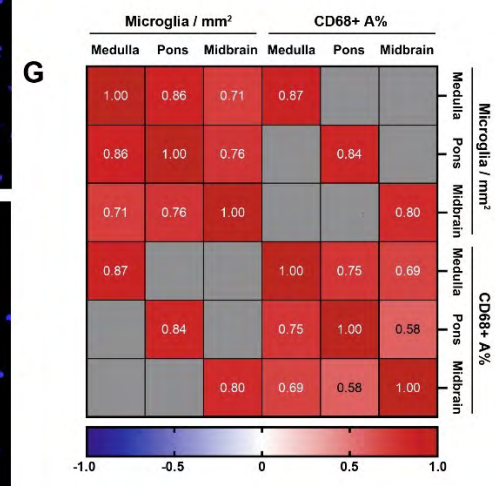 Microglia / mm² CD68+ A%
Medulla Pons Midbrain Medulla Pons Midbrain
G
1.00 0.86 0.71 0.87 Medulla
0.86 1.00 0.76 0.84 Pons
0.71 0.76 1.00 0.80 Midbrain
Microglia / mm²
0.87 1.00 0.75 0.69 Medulla
0.84 0.75 1.00 0.58 Pons
0.80 0.69 0.58 1.00 Midbrain
CD68+ A%
-1.0 -0.5 0 0.5 1.0